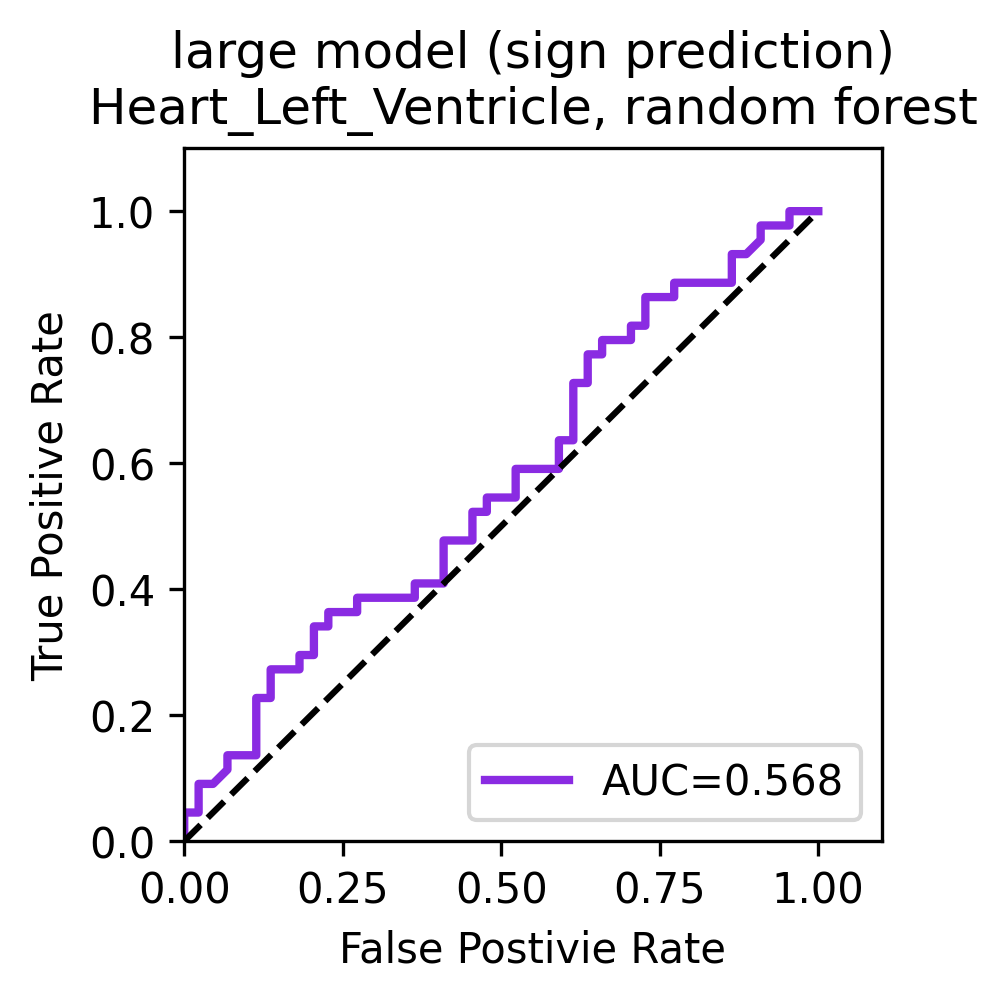 large model (sign prediction)
Heart_Left_Ventricle, random forest
1.0
0.8
0.6
0.4
0.2
0.0
True Positive Rate
AUC=0.568
0.00 0.25 0.50 0.75 1.00
False Postivie Rate